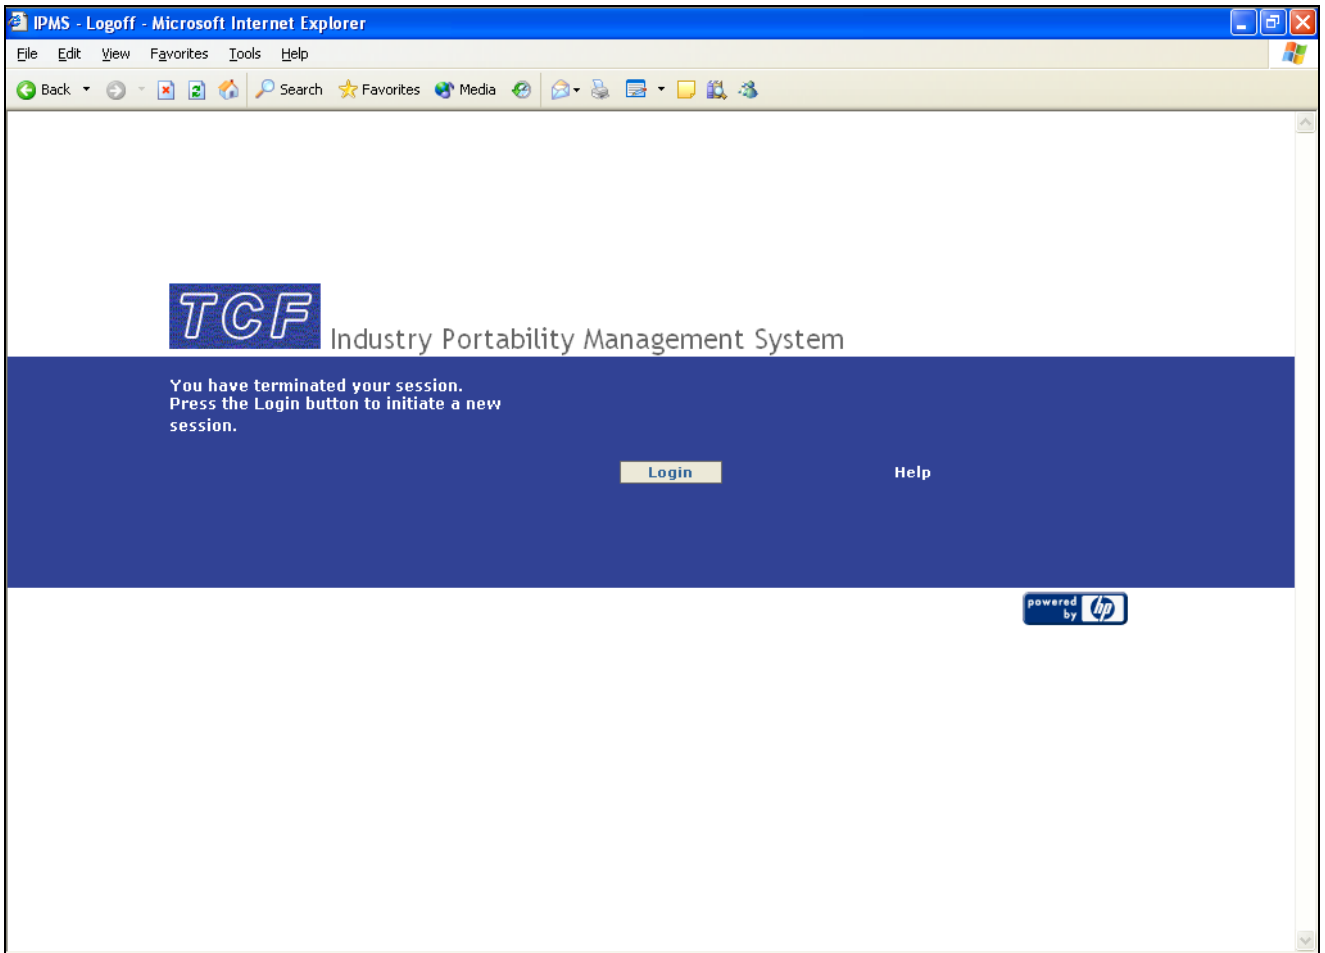 IPMS - Logoff - Microsoft Internet Explorer
File Edit View Favorites Tools Help
Back Search Favorites Media
TCF Industry Portability Management System
You have terminated your session.
Press the Login button to initiate a new
session.
Login Help
powered
by hp